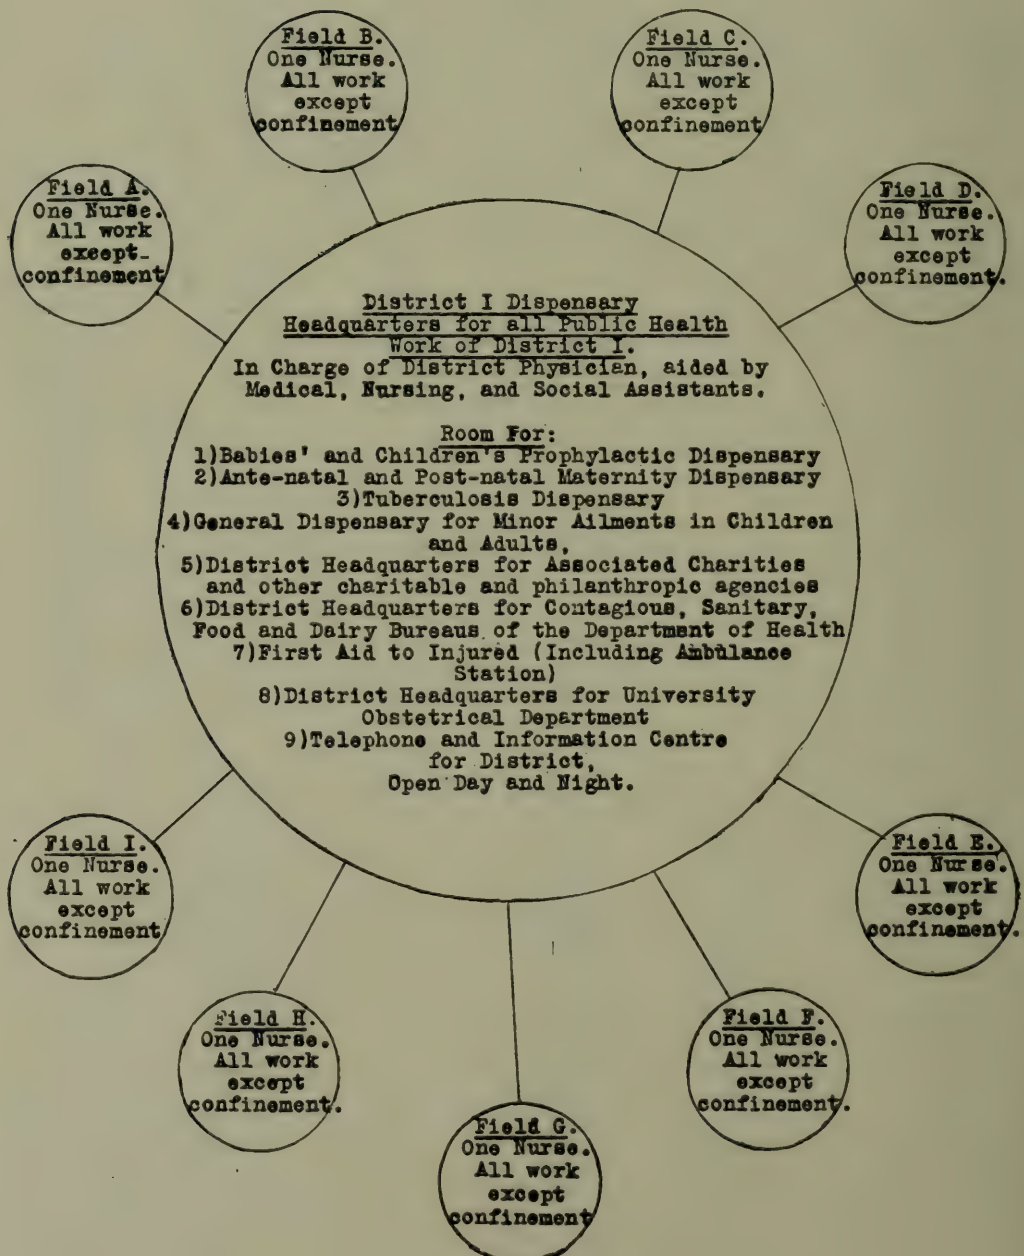 Field B.
One Nurse.
All work
except
confinement
Field C.
One Nurse.
All work
except
confinement
Field A.
One Nurse.
All work
except
confinement
Field D.
One Nurse.
All work
except
confinement.
District I Dispensary
Headquarters for all Public Health
Work of District I.
In Charge of District Physician, aided by
Medical, Nursing, and Social Assistants.
Room For:
1)Babies' and Children's Prophylactic Dispensary
2)Ante-natal and Post-natal Maternity Dispensary
3)Tuberculosis Dispensary
4)General Dispensary for Minor Ailments in Children
and Adults,
5)District Headquarters for Associated Charities
and other charitable and philanthropic agencies
6)District Headquarters for Contagious, Sanitary,
Food and Dairy Bureaus of the Department of Health
7)First Aid to Injured (Including Ambulance
Station)
8)District Headquarters for University
Obstetrical Department
9)Telephone and Information Centre
for District,
Open Day and Night.
Field I.
One Nurse.
All work
except
confinement
Field E.
One Nurse.
All work
except
confinement.
Field H.
One Nurse.
All work
except
confinement.
Field F.
One Nurse.
All work
except
confinement.
Field G.
One Nurse.
All work
except
confinement